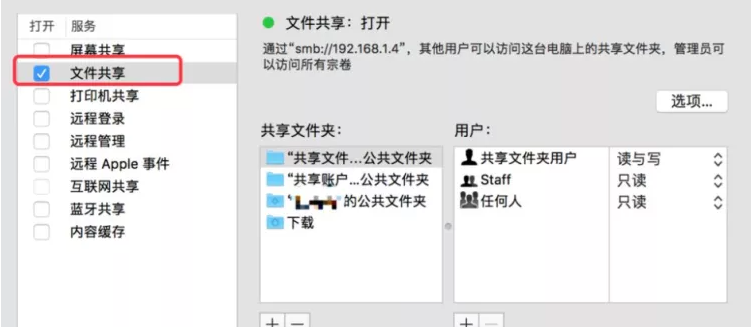 打开 服务
屏幕共享
文件共享
打印机共享
远程登录
远程管理
远程 Apple 事件
互联网共享
蓝牙共享
内容缓存
文件共享：打开
通过“smb://192.168.1.4”，其他用户可以访问这台电脑上的共享文件夹，管理员可
以访问所有宗卷
选项...
共享文件夹：
“共享文件...公共文件夹
“共享账户...公共文件夹
的公共文件夹
下载
用户：
共享文件夹用户 读与写
Staff 只读
任何人 只读